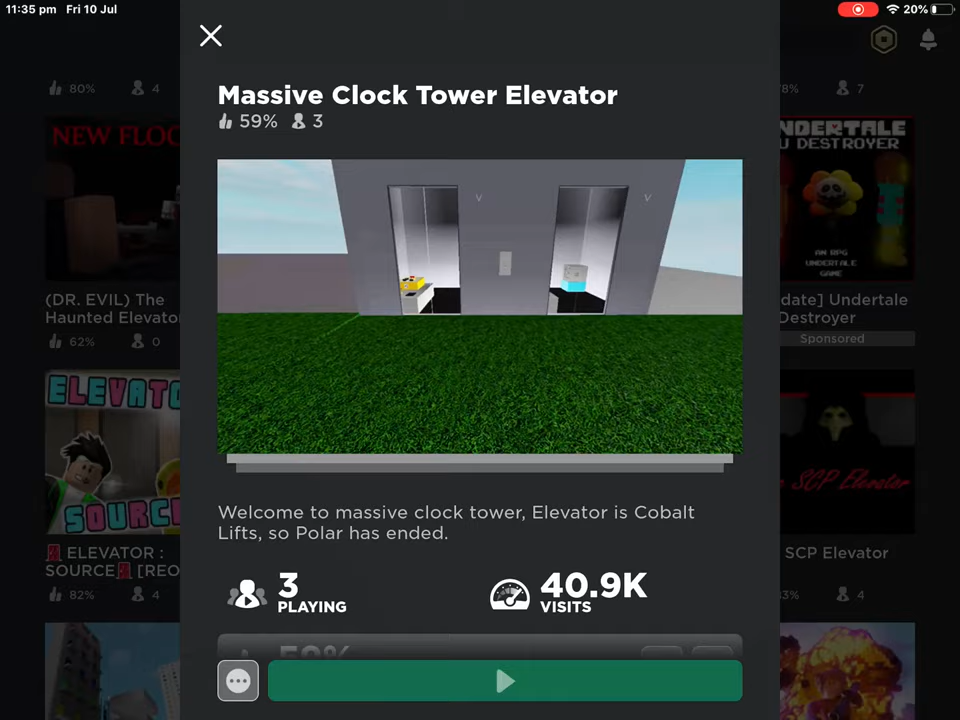 11:35 pm Fri 10 Jul
20%
Massive Clock Tower Elevator
59% 3
80% 4
78% 7
NEW FLOO
UNDERTALE
U DESTROYER
AN RPG
UNDERTALE
GAME
(DR. EVIL) The
Haunted Elevator
62% 0
date] Undertale
Destroyer
Sponsored
ELEVATO
SOURC
SCP Elevator
ELEVATOR :
SOURCE [REO
82% 4
SCP Elevator
83% 4
Welcome to massive clock tower, Elevator is Cobalt
Lifts, so Polar has ended.
3
PLAYING
40.9K
VISITS
59%